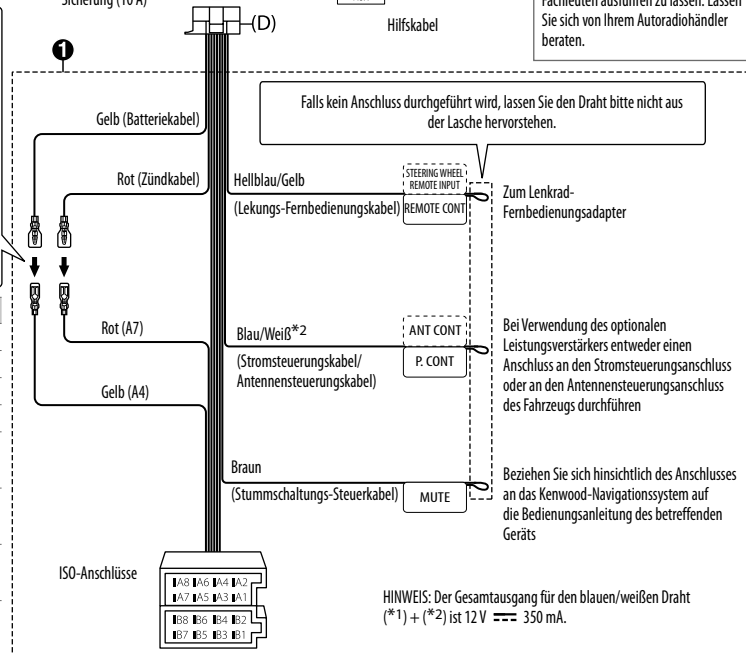 Sicherung (10 A)
(D)
Hilfskabel
Fachleuten ausführen zu lassen. Lassen
Sie sich von Ihrem Autoradiohändler
beraten.
1
Falls kein Anschluss durchgeführt wird, lassen Sie den Draht bitte nicht aus
der Lasche hervorstehen.
Gelb (Batteriekabel)
Rot (Zündkabel)
Hellblau/Gelb
(Lekungs-Fernbedienungskabel)
STEERING WHEEL
REMOTE INPUT
REMOTE CONT
Zum Lenkrad-
Fernbedienungsadapter
Rot (A7)
Gelb (A4)
Blau/Weiß*2
(Stromsteuerungskabel/
Antennensteuerungskabel)
ANT CONT
P. CONT
Bei Verwendung des optionalen
Leistungsverstärkers entweder einen
Anschluss an den Stromsteuerungsanschluss
oder an den Antennensteuerungsanschluss
des Fahrzeugs durchführen
Braun
(Stummschaltungs-Steuerkabel)
MUTE
Beziehen Sie sich hinsichtlich des Anschlusses
an das Kenwood-Navigationssystem auf
die Bedienungsanleitung des betreffenden
Geräts
ISO-Anschlüsse
A8 A6 A4 A2
A7 A5 A3 A1
B8 B6 B4 B2
B7 B5 B3 B1
HINWEIS: Der Gesamtausgang für den blauen/weißen Draht
(*1) + (*2) ist 12 V ⎓ 350 mA.